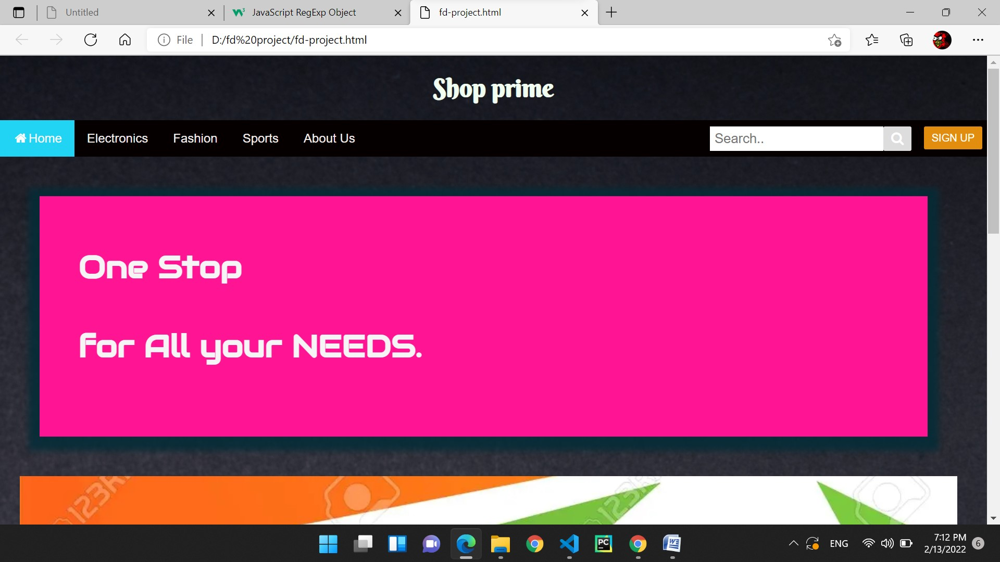 Untitled
JavaScript RegExp Object
fd-project.html
File
D:/fd%20project/fd-project.html
Shop prime
Home
Electronics
Fashion
Sports
About Us
Search..
SIGN UP
One Stop
for All your NEEDS.
ENG
7:12 PM
2/13/2022
6